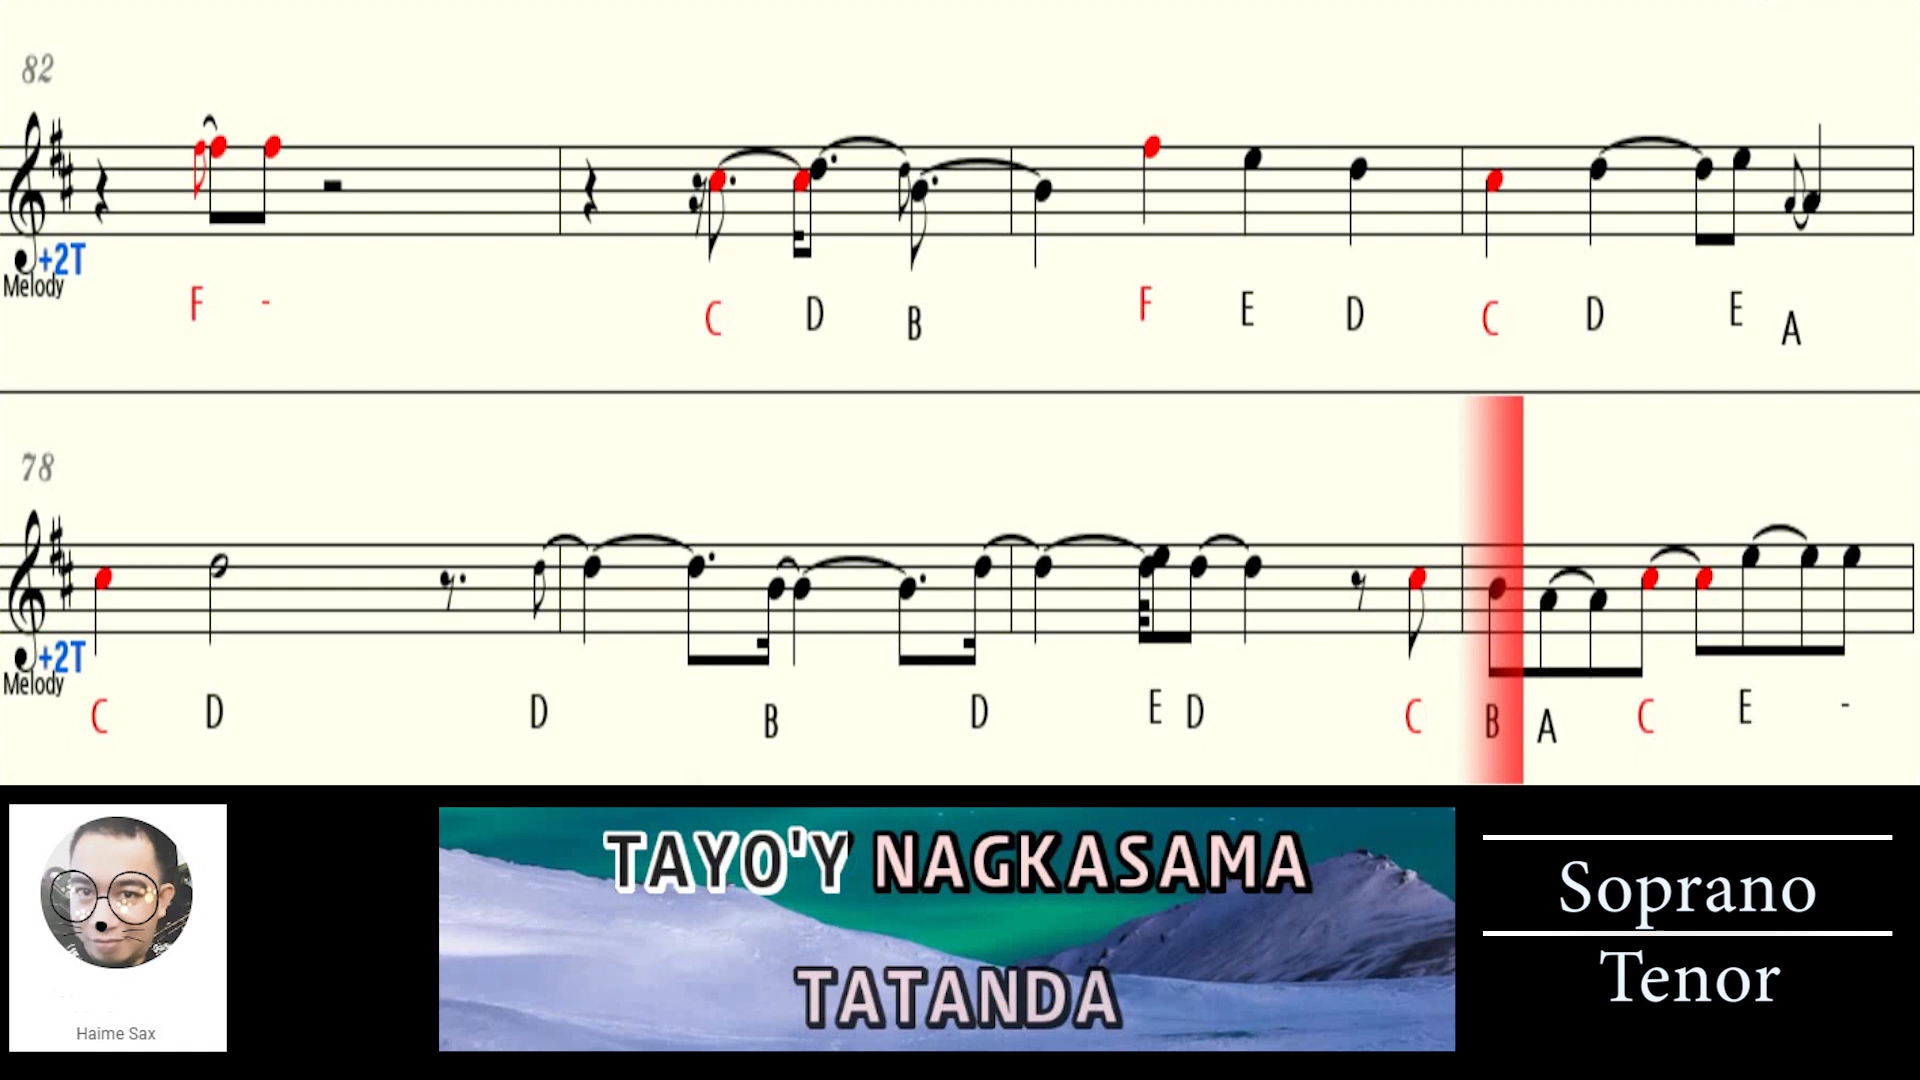 82
+2T
Melody
F - C D B F E D C D E A
78
+2T
Melody
C D D B D E D C B A C E -
TAYO'Y NAGKASAMA
TATANDA
Haime Sax
Soprano
Tenor